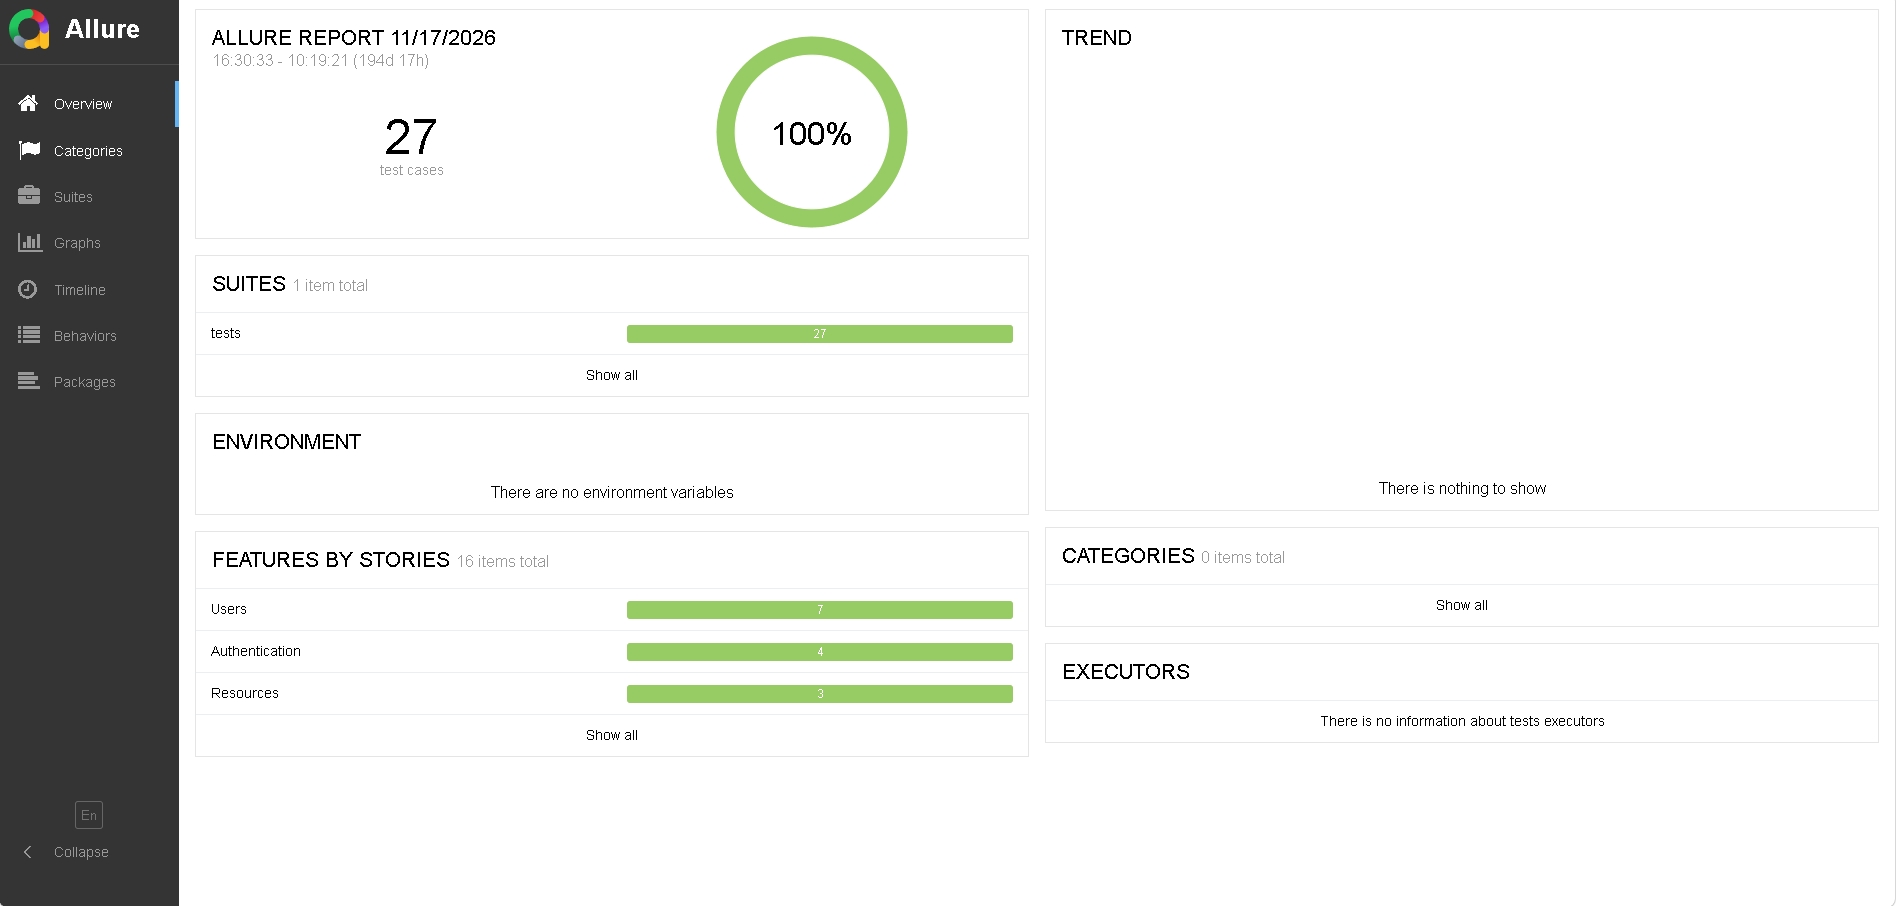 Allure
Overview
Categories
Suites
Graphs
Timeline
Behaviors
Packages
En
Collapse
ALLURE REPORT 11/17/2026
16:30:33 - 10:19:21 (194d 17h)
27
test cases
100%
SUITES 1 item total
tests 27
Show all
ENVIRONMENT
There are no environment variables
FEATURES BY STORIES 16 items total
Users 7
Authentication 4
Resources 3
Show all
TREND
There is nothing to show
CATEGORIES 0 items total
Show all
EXECUTORS
There is no information about tests executors